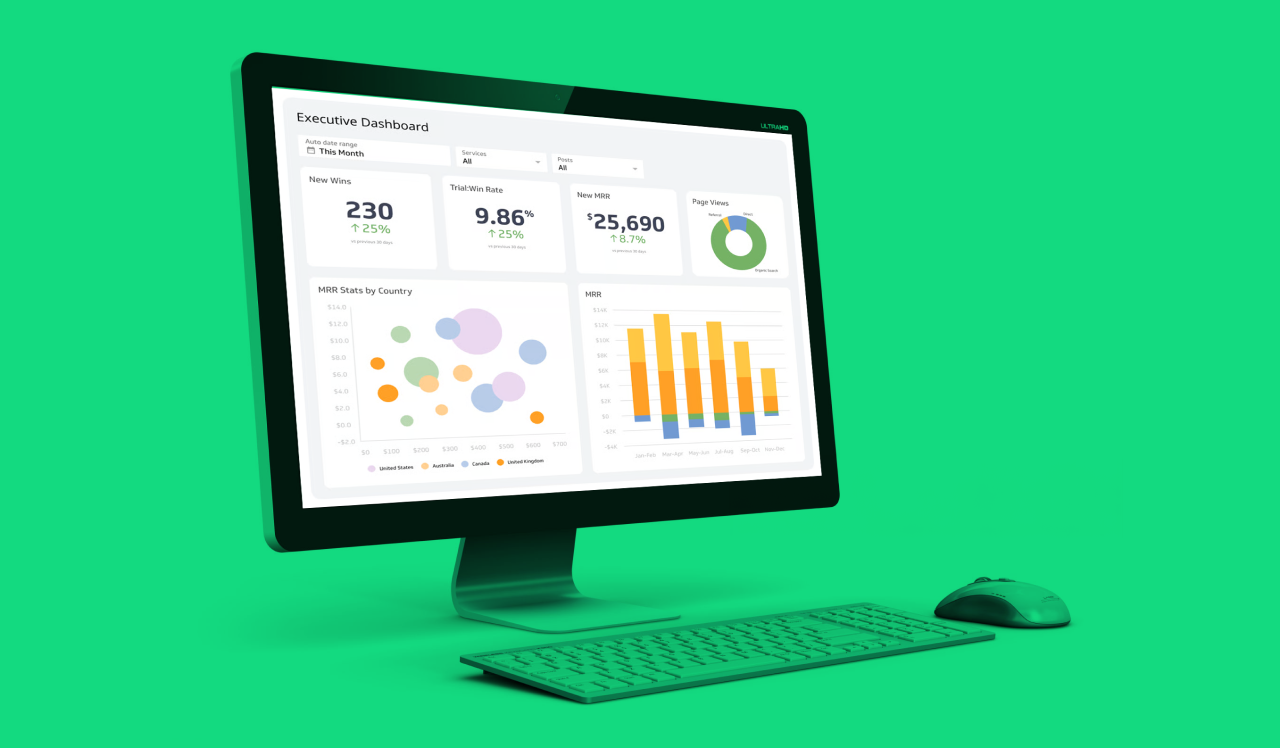 ULTRAHD
Executive Dashboard
Auto date range
This Month
Services
All
Posts
All
New Wins
230
↑ 25%
vs previous 30 days
Trial:Win Rate
9.86%
↑ 25%
vs previous 30 days
New MRR
$25,690
↑ 8.7%
vs previous 30 days
Page Views
Referral
Direct
Organic Search
MRR Stats by Country
$14.0
$12.0
$10.0
$8.0
$6.0
$4.0
$2.0
$0.0
-$2.0
$0 $100 $200 $300 $400 $500 $600 $700
United States Australia Canada United Kingdom
MRR
$14K
$12K
$10K
$8K
$6K
$4K
$2K
$0
-$2K
-$4K
Jan-Feb Mar-Apr May-Jun Jul-Aug Sep-Oct Nov-Dec